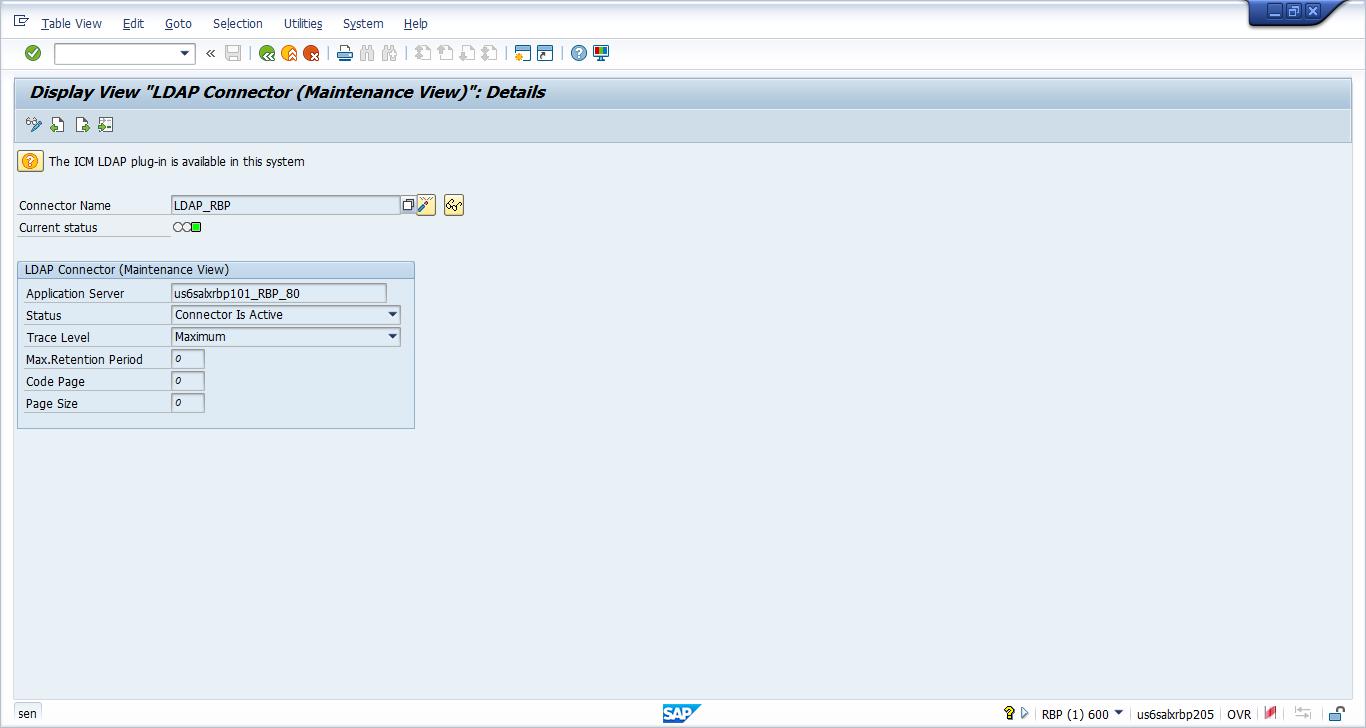 Table View Edit Goto Selection Utilities System Help
Display View "LDAP Connector (Maintenance View)": Details
The ICM LDAP plug-in is available in this system
Connector Name LDAP_RBP
Current status
LDAP Connector (Maintenance View)
Application Server us6salxrbp101_RBP_80
Status Connector Is Active
Trace Level Maximum
Max.Retention Period 0
Code Page 0
Page Size 0
sen SAP RBP (1) 600 us6salxrbp205 OVR